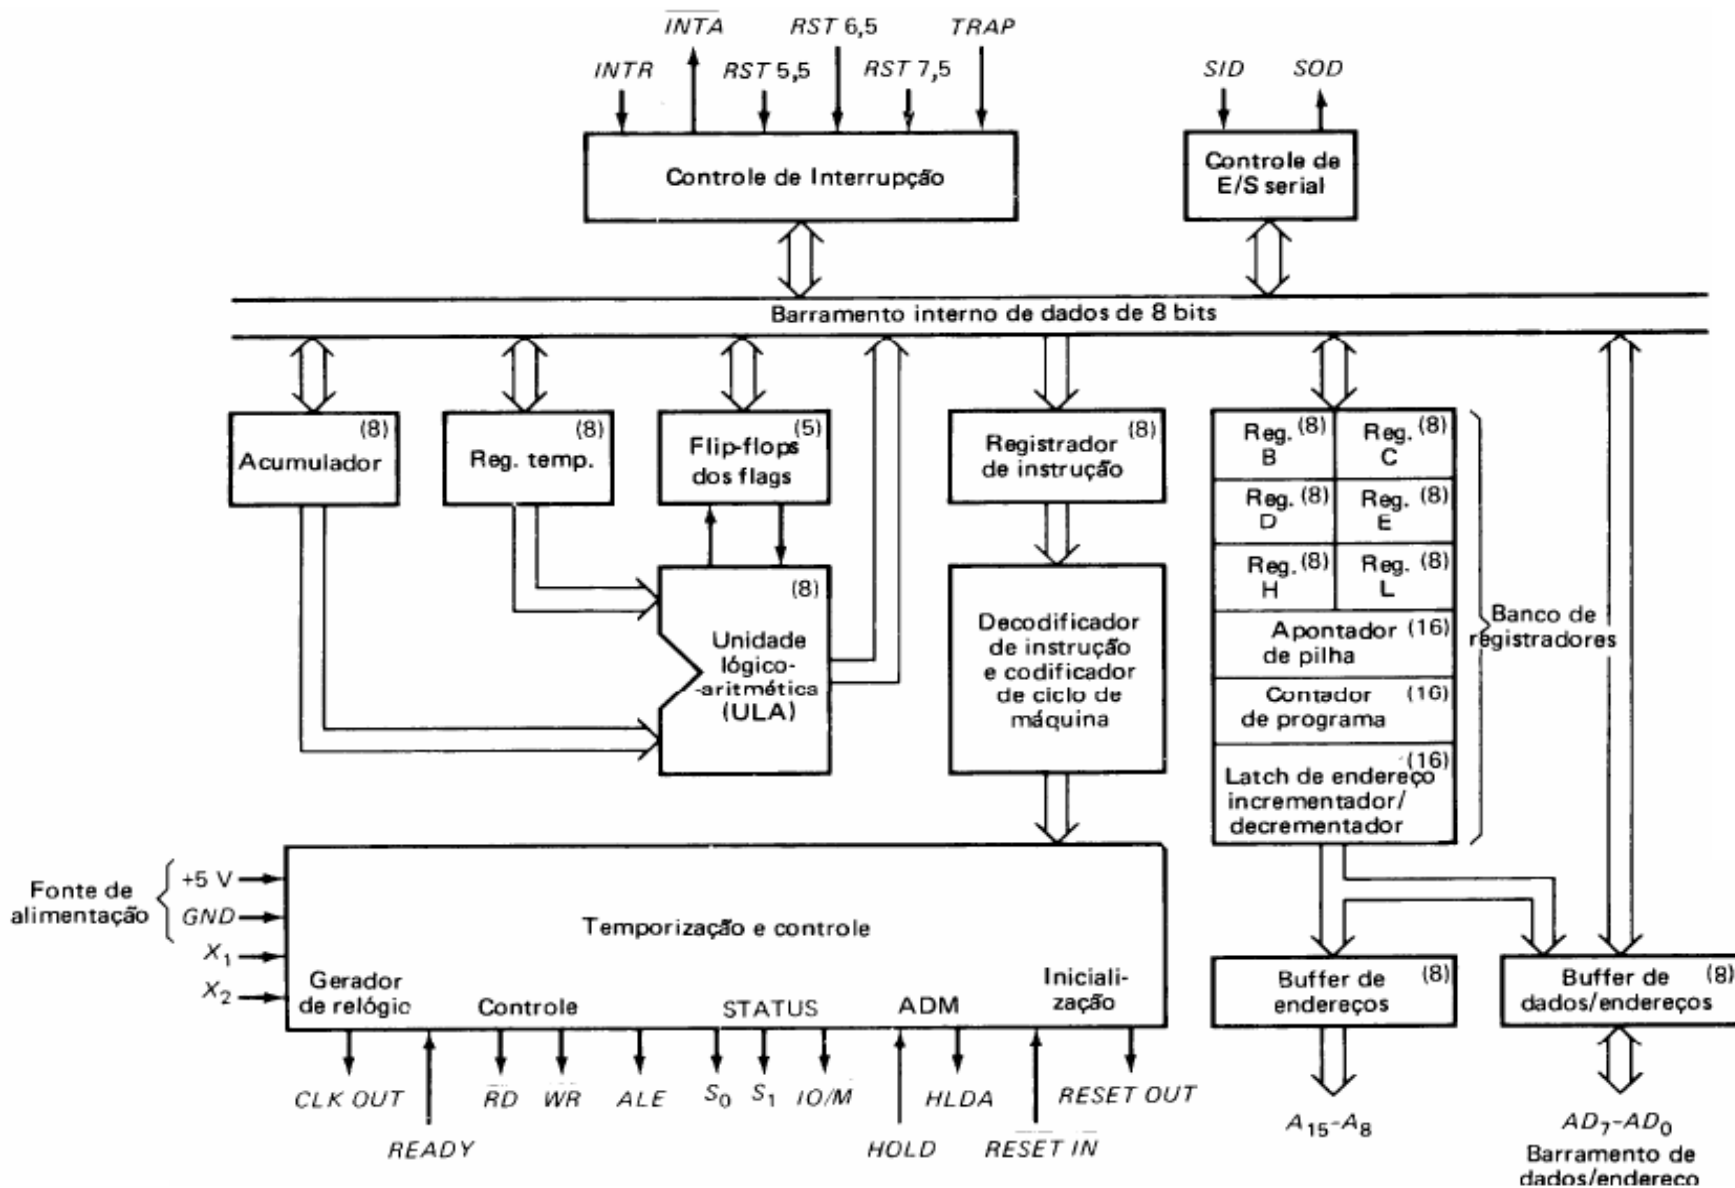 INTA
RST 6,5
TRAP
INTR
RST 5,5
RST 7,5
SID
SOD
Controle de Interrupção
Controle de
E/S serial
Barramento interno de dados de 8 bits
(8)
Acumulador
(8)
Reg. temp.
(5)
Flip-flops
dos flags
(8)
Registrador
de instrução
Reg. (8)
B
Reg. (8)
C
Reg. (8)
D
Reg. (8)
E
Reg. (8)
H
Reg. (8)
L
Apontador (16)
de pilha
Contador (16)
de programa
(16)
Latch de endereço
incrementador/
decrementador
Banco de
registradores
(8)
Unidade
lógico-
-aritmética
(ULA)
Decodificador
de instrução
e codificador
de ciclo de
máquina
Fonte de
alimentação
+5 V
GND
X1
X2
Temporização e controle
Gerador
de relógio
Controle
STATUS
ADM
Iniciali-
zação
Buffer de (8)
endereços
Buffer de (8)
dados/endereços
CLK OUT
READY
RD
WR
ALE
S0
S1
IO/M
HOLD
HLDA
RESET IN
RESET OUT
A15-A8
AD7-AD0
Barramento de
dados/endereço